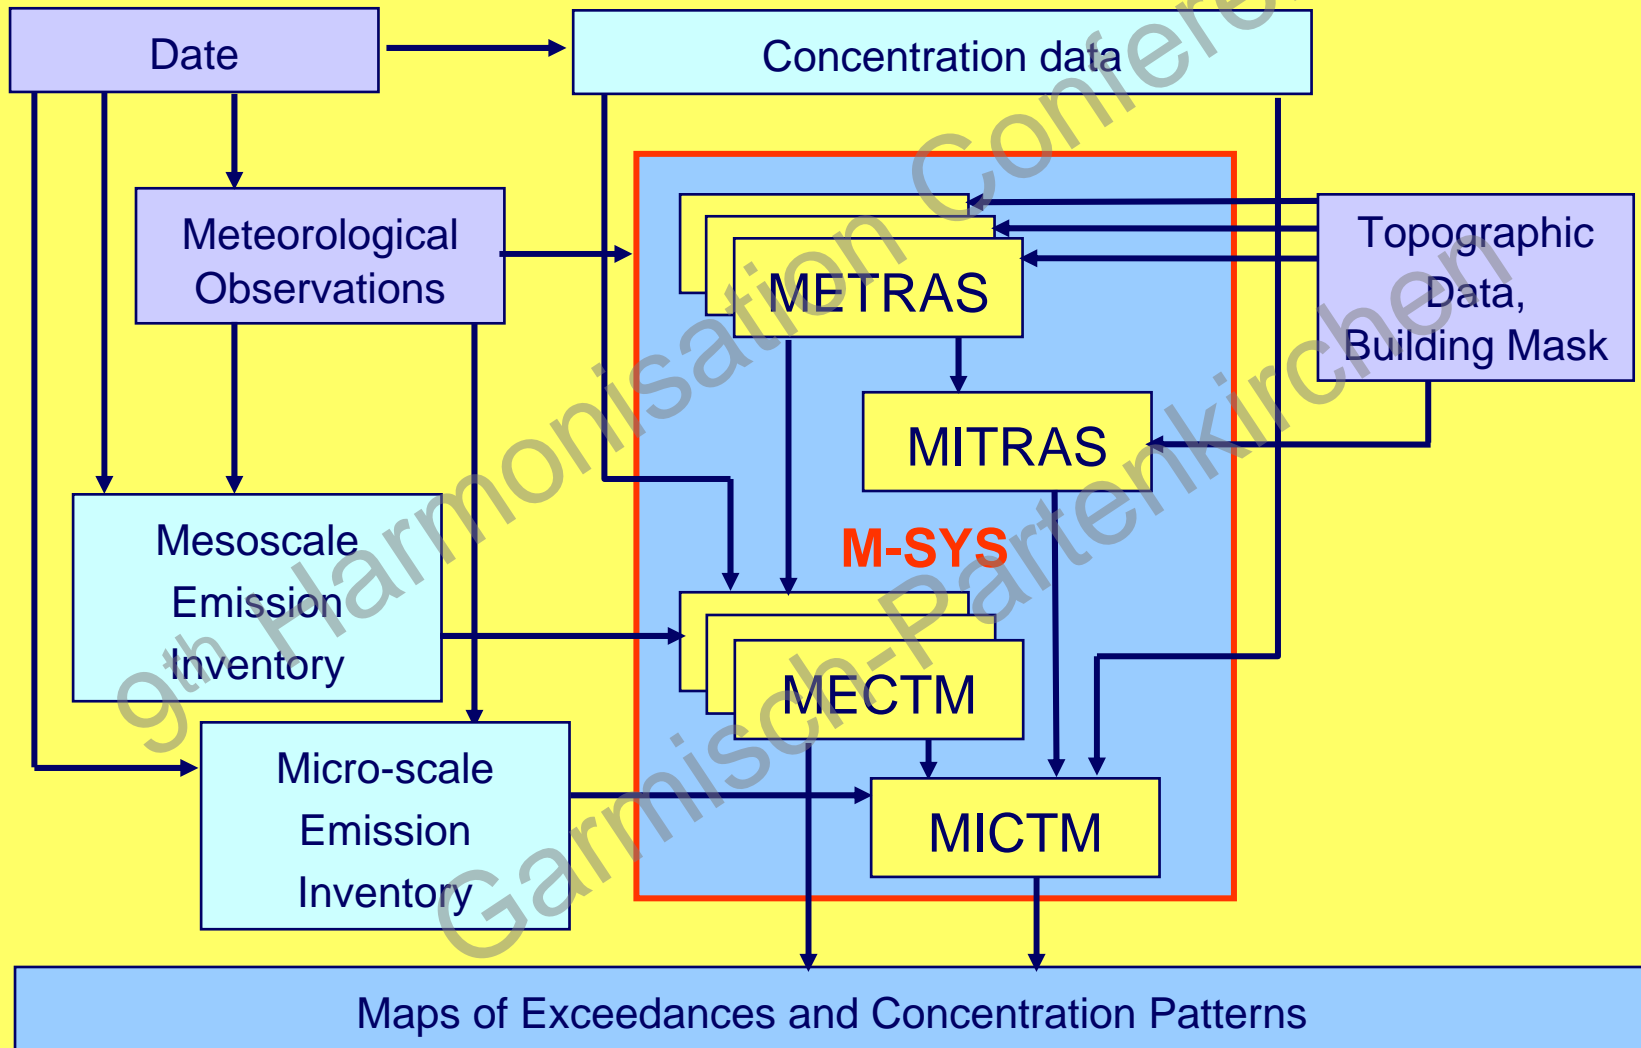 Date
Concentration data
Meteorological
Observations
METRAS
Topographic
Data,
Building Mask
MITRAS
Mesoscale
Emission
Inventory
M-SYS
MECTM
Micro-scale
Emission
Inventory
MICTM
Maps of Exceedances and Concentration Patterns
9th Harmonisation
Garmisch-Partenkirchen